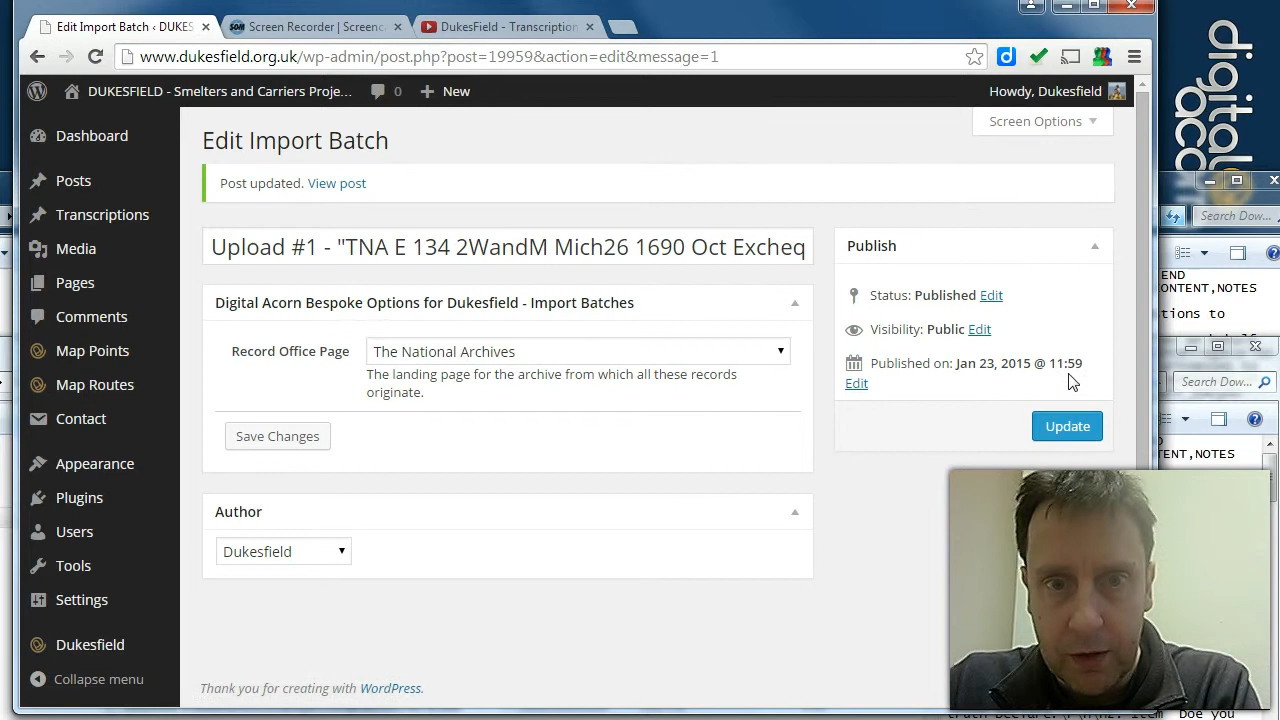 Edit Import Batch ‹ DUKES
Screen Recorder | Screenc
DukesField - Transcription
www.dukesfield.org.uk/wp-admin/post.php?post=19959&action=edit&message=1
DUKESFIELD - Smelters and Carriers Proje...
0
New
Howdy, Dukesfield
Dashboard
Posts
Transcriptions
Media
Pages
Comments
Map Points
Map Routes
Contact
Appearance
Plugins
Users
Tools
Settings
Dukesfield
Collapse menu
Screen Options
Edit Import Batch
Post updated. View post
Upload #1 - "TNA E 134 2WandM Mich26 1690 Oct Excheq
Digital Acorn Bespoke Options for Dukesfield - Import Batches
Record Office Page
The National Archives
The landing page for the archive from which all these records
originate.
Save Changes
Author
Dukesfield
Publish
Status: Published Edit
Visibility: Public Edit
Published on: Jan 23, 2015 @ 11:59
Edit
Update
Thank you for creating with WordPress.
digital
Search Dow...
END
ONTENT,NOTES
tions to
Search Dow...
TENT,NOTES
Doe you